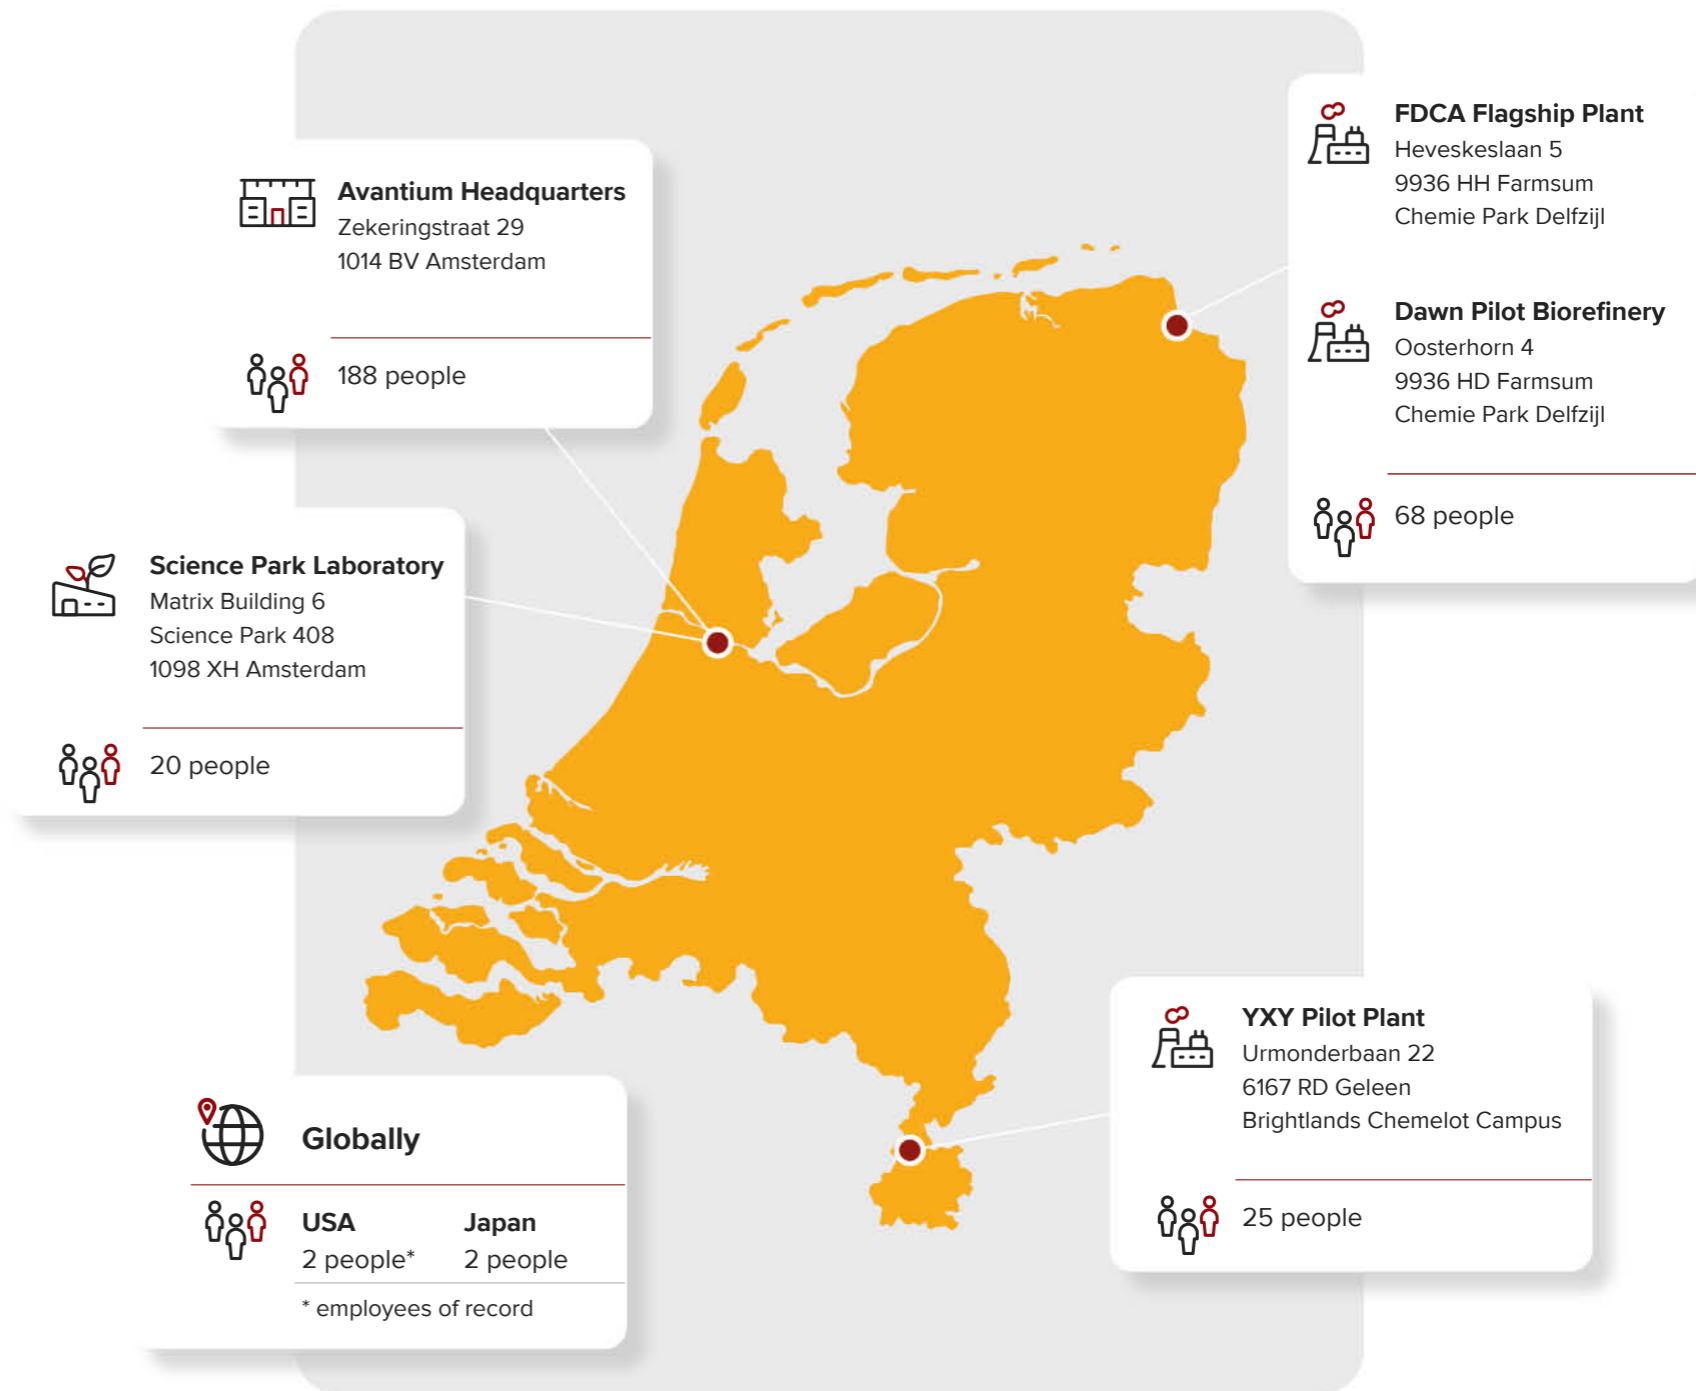 Avantium Headquarters
Zekeringstraat 29
1014 BV Amsterdam
188 people
Science Park Laboratory
Matrix Building 6
Science Park 408
1098 XH Amsterdam
20 people
FDCA Flagship Plant
Heveskeslaan 5
9936 HH Farmsum
Chemie Park Delfzijl
Dawn Pilot Biorefinery
Oosterhorn 4
9936 HD Farmsum
Chemie Park Delfzijl
68 people
YXY Pilot Plant
Urmonderbaan 22
6167 RD Geleen
Brightlands Chemelot Campus
25 people
Globally
USA Japan
2 people* 2 people
* employees of record